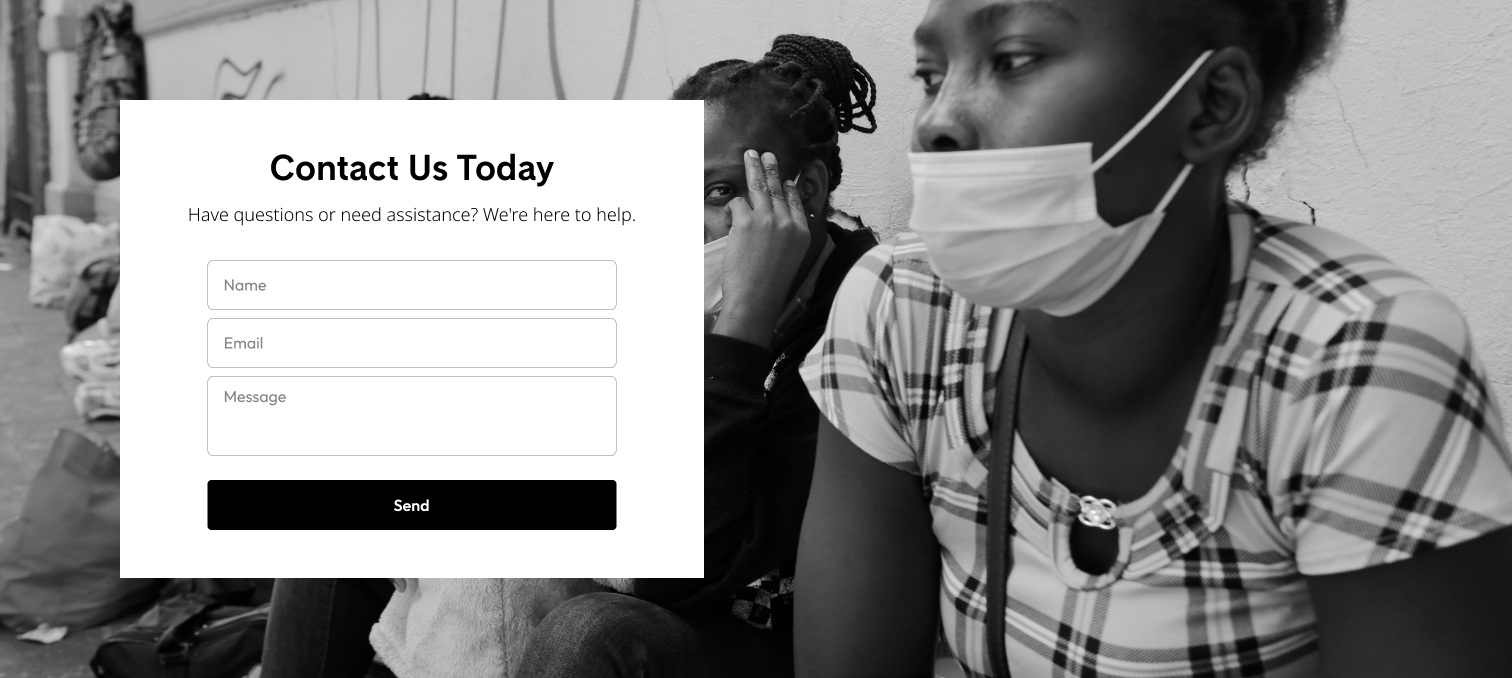 Contact Us Today
Have questions or need assistance? We're here to help.
Name
Email
Message
Send